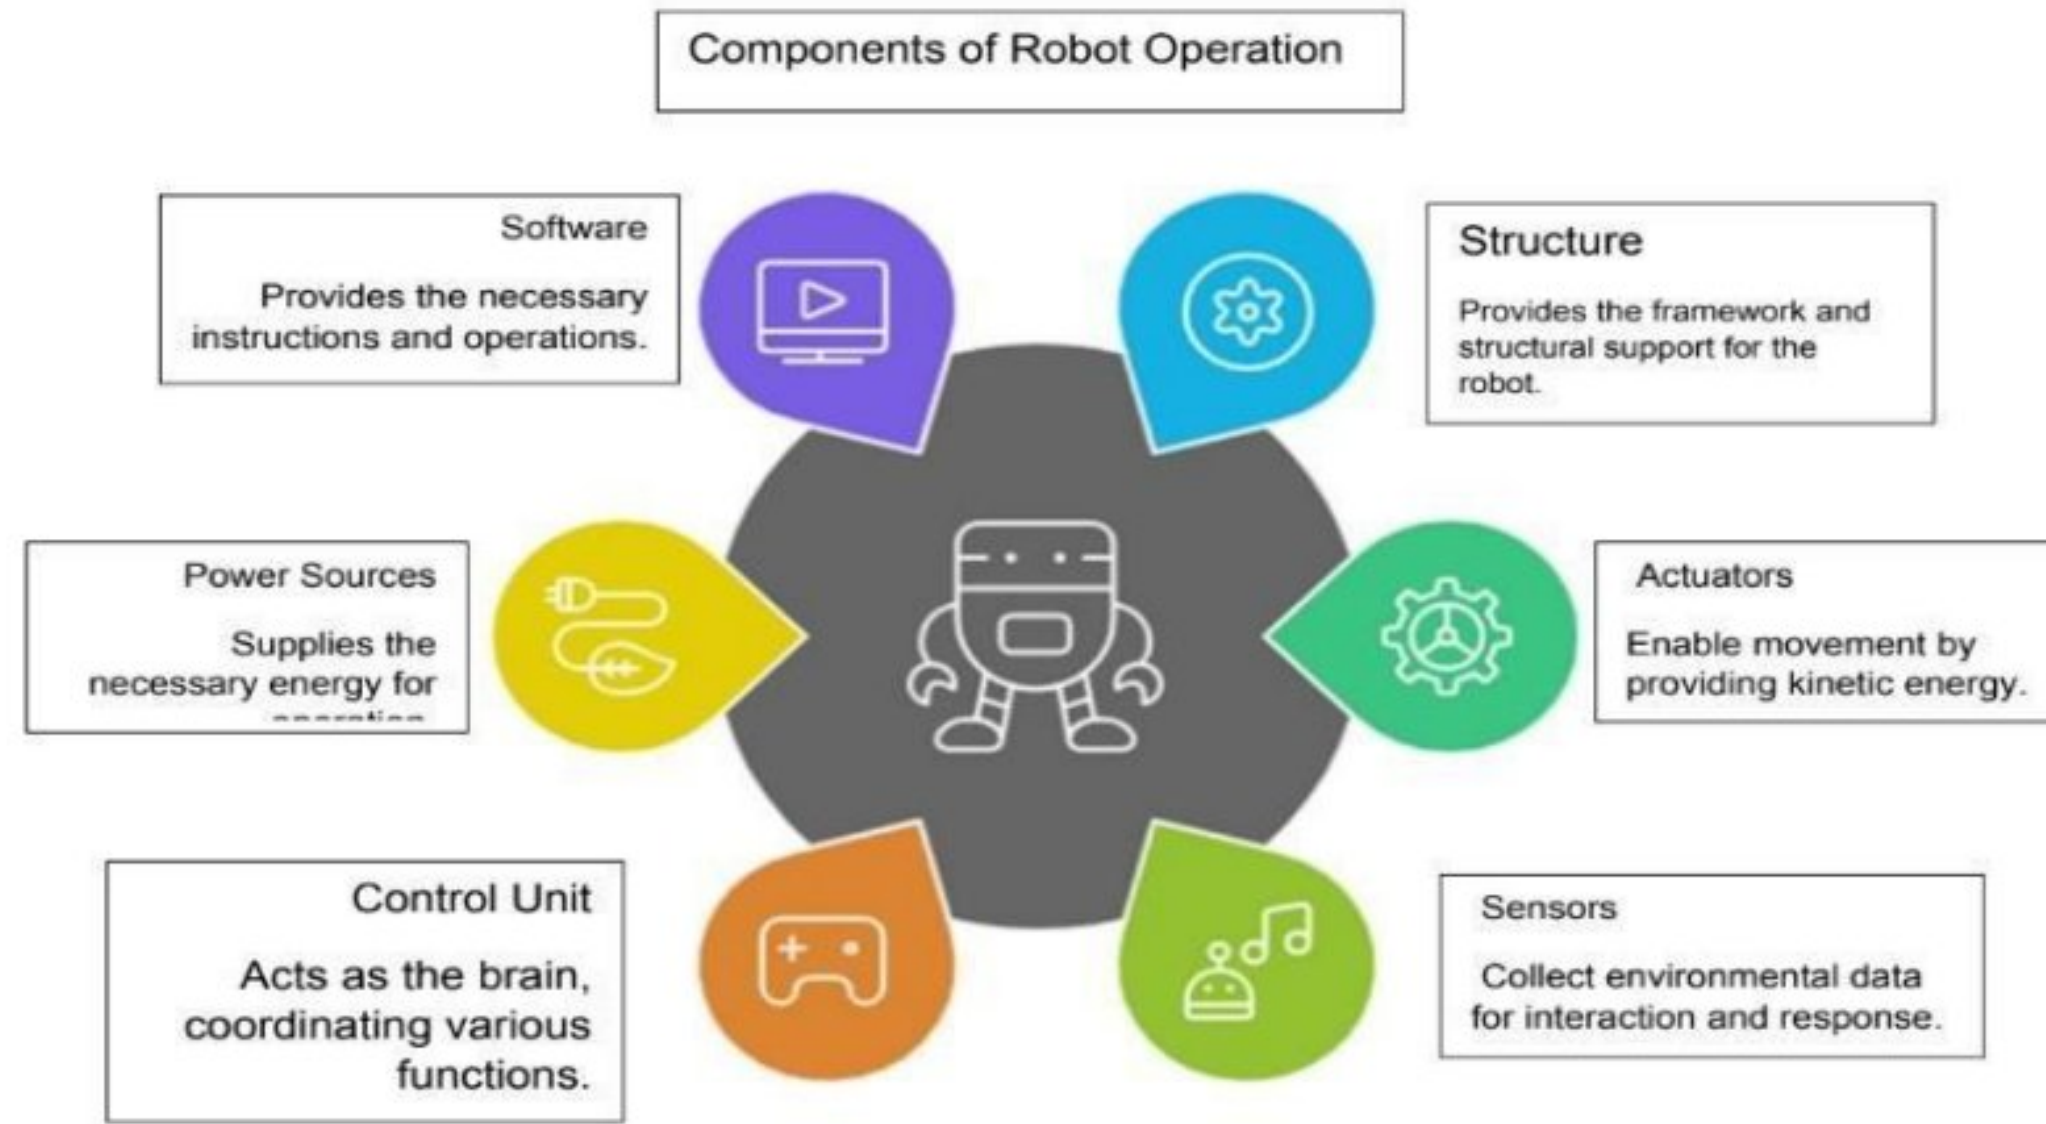 Components of Robot Operation
Software
Provides the necessary
instructions and operations.
Structure
Provides the framework and
structural support for the
robot.
Power Sources
Supplies the
necessary energy for
Actuators
Enable movement by
providing kinetic energy.
Control Unit
Acts as the brain,
coordinating various
functions.
Sensors
Collect environmental data
for interaction and response.